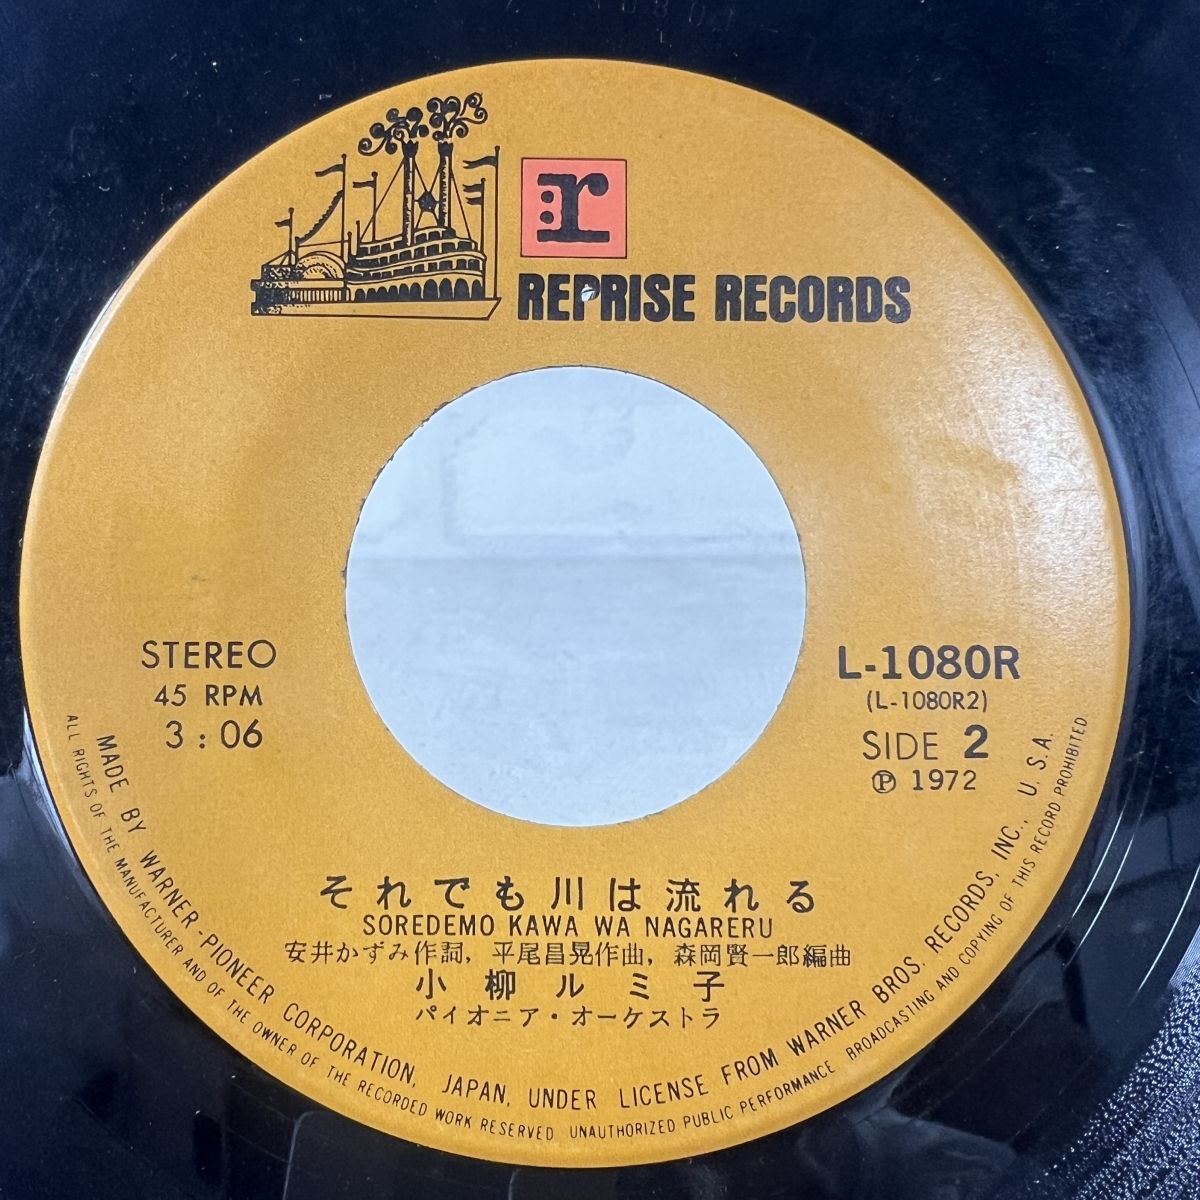 r
REPRISE RECORDS
STEREO
45 RPM
3 : 06
L-1080R
(L-1080R2)
SIDE 2
Ⓟ 1972
それでも川は流れる
SOREDEMO KAWA WA NAGARERU
安井かずみ作詞, 平尾昌晃作曲, 森岡賢一郎編曲
小柳ルミ子
パイオニア・オーケストラ
MADE BY WARNER-PIONEER CORPORATION, JAPAN, UNDER LICENSE FROM WARNER BROS. RECORDS, INC., U. S. A.
ALL RIGHTS OF THE MANUFACTURER AND OF THE OWNER OF THE RECORDED WORK RESERVED UNAUTHORIZED PUBLIC PERFORMANCE BROADCASTING AND COPYING OF THIS RECORD PROHIBITED